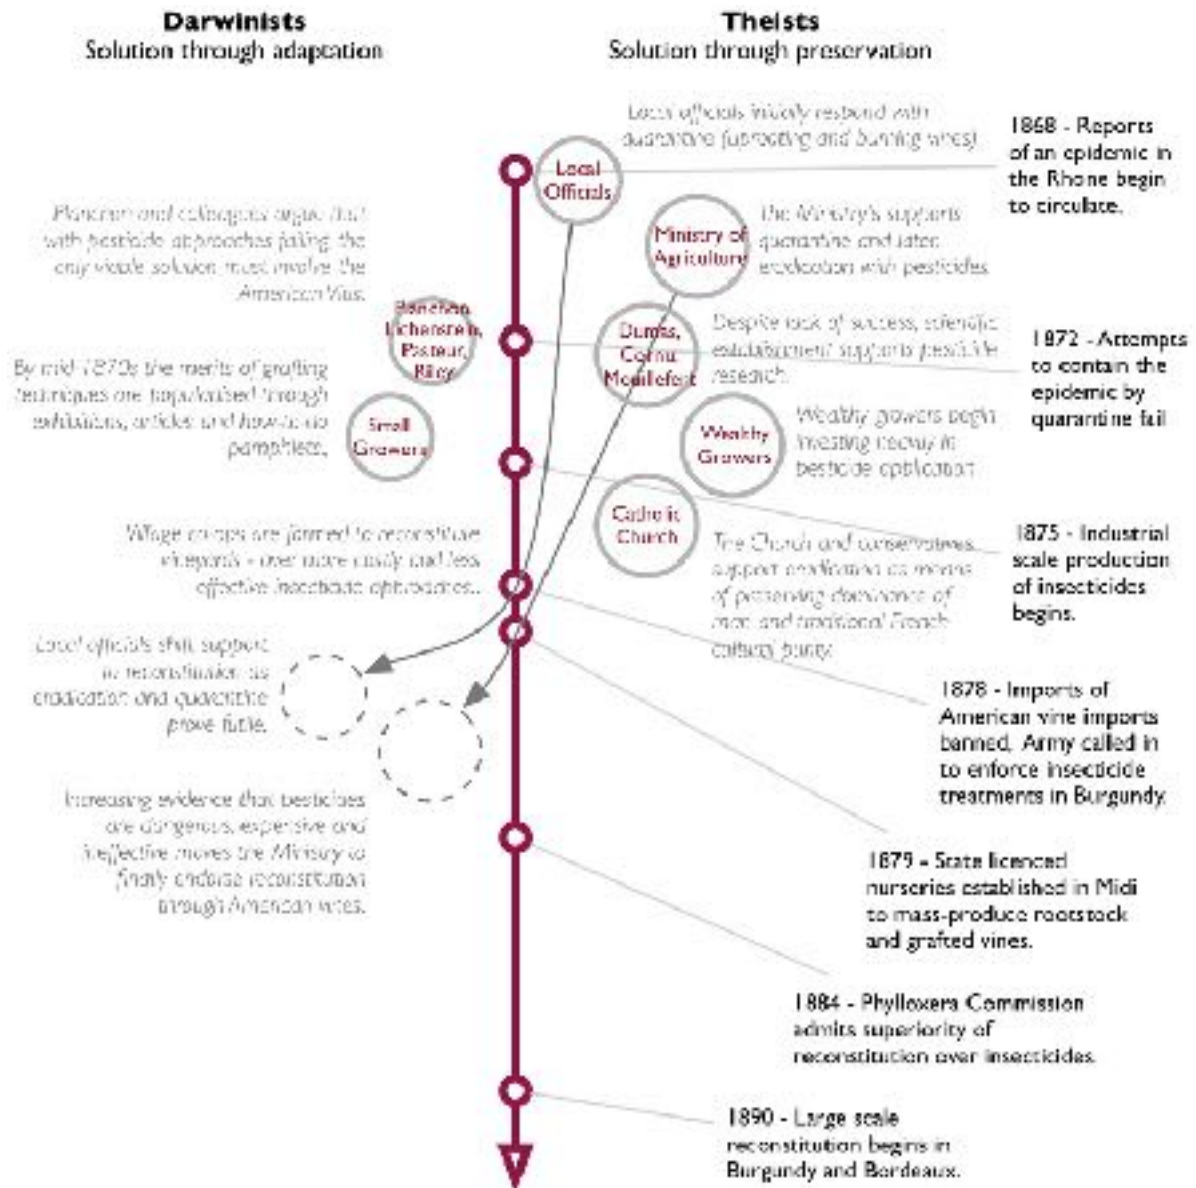 Darwinists
Solution through adaptation
Theists
Solution through preservation
Local officials initially respond with
quarantine (uprooting and burning vines)
1868 - Reports
of an epidemic in
the Rhone begin
to circulate.
Local
Officials
Planchon and colleagues argue that
with pesticide approaches failing, the
only viable solution must involve the
American Vitis.
Ministry of
Agriculture
The Ministry's supports
quarantine and later,
eradication with pesticides.
Planchon,
Lichenstein,
Pasteur,
Riley
Dumas,
Cornu
Mouillefert
Despite lack of success, scientific
establishment supports pesticide
research.
1872 - Attempts
to contain the
epidemic by
quarantine fail
By mid-1870s the merits of grafting
techniques are popularised through
exhibitions, articles and how-to-do
pamphlets.
Small
Growers
Wealthy
Growers
Wealthy growers begin
investing heavily in
pesticide application
Catholic
Church
Village co-ops are formed to reconstitute
vineyards - over more costly and less
effective insecticide approaches..
The Church and conservatives
support eradication as means
of preserving dominance of
man and traditional French
cultural purity.
1875 - Industrial
scale production
of insecticides
begins.
Local officials shift support
to reconstitution as
eradication and quarantine
prove futile.
1878 - Imports of
American vine imports
banned, Army called in
to enforce insecticide
treatments in Burgundy.
Increasing evidence that pesticides
are dangerous, expensive and
ineffective moves the Ministry to
finally endorse reconstitution
through American vines.
1879 - State licenced
nurseries established in Midi
to mass-produce rootstock
and grafted vines.
1884 - Phylloxera Commission
admits superiority of
reconstitution over insecticides.
1890 - Large scale
reconstitution begins in
Burgundy and Bordeaux.